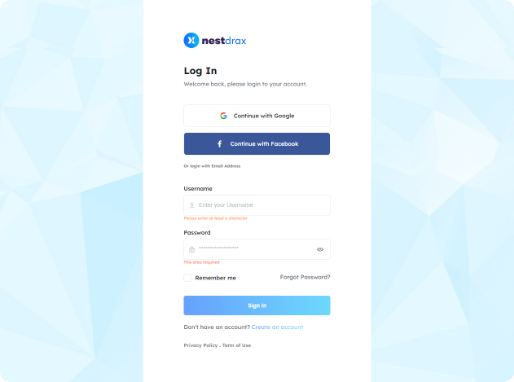 nestdrax
Log In
Welcome back, please login to your account.
Continue with Google
Continue with Facebook
Or login with Email Address
Username
Enter your Username
Please enter at least 5 character
Password
******************
This area required
Remember me
Forgot Password?
Sign In
Don't have an account? Create an account
Privacy Policy . Term of Use